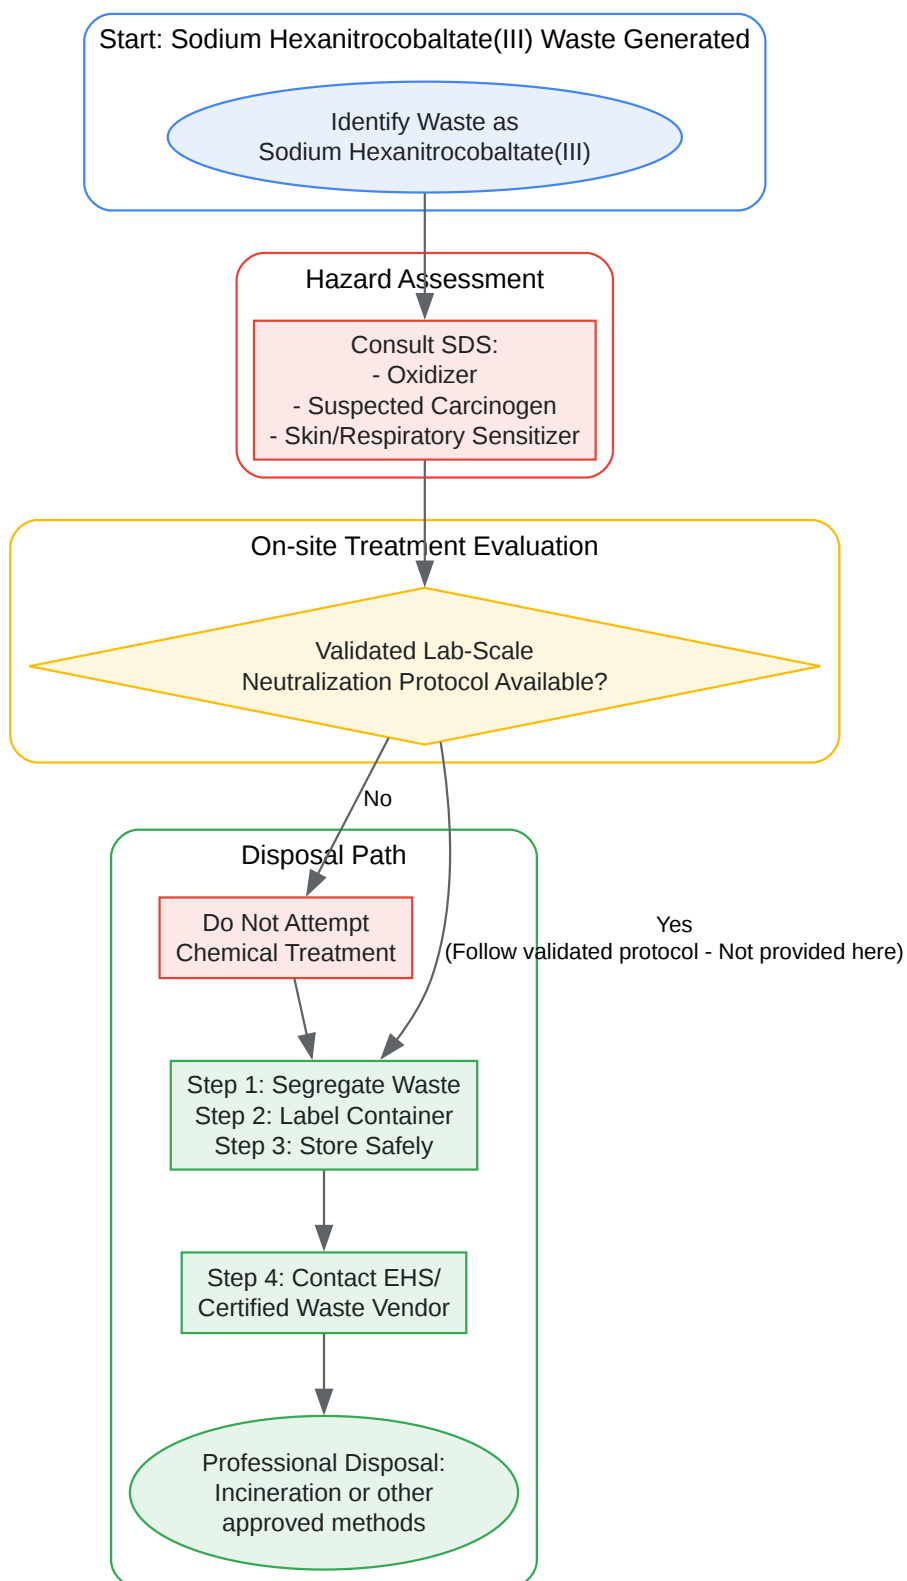 Start: Sodium Hexanitrocobaltate(III) Waste Generated
Identify Waste as
Sodium Hexanitrocobaltate(III)
Hazard Assessment
Consult SDS:
- Oxidizer
- Suspected Carcinogen
- Skin/Respiratory Sensitizer
On-site Treatment Evaluation
Validated Lab-Scale
Neutralization Protocol Available?
No
Disposal Path
Do Not Attempt
Chemical Treatment
Yes
(Follow validated protocol - Not provided here)
Step 1: Segregate Waste
Step 2: Label Container
Step 3: Store Safely
Step 4: Contact EHS/
Certified Waste Vendor
Professional Disposal:
Incineration or other
approved methods